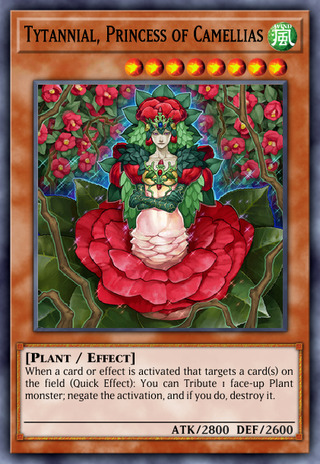 Tytannial, Princess of Camellias
WIND
風
[Plant / Effect]
When a card or effect is activated that targets a card(s) on
the field (Quick Effect): You can Tribute 1 face-up Plant
monster; negate the activation, and if you do, destroy it.
ATK/2800 DEF/2600